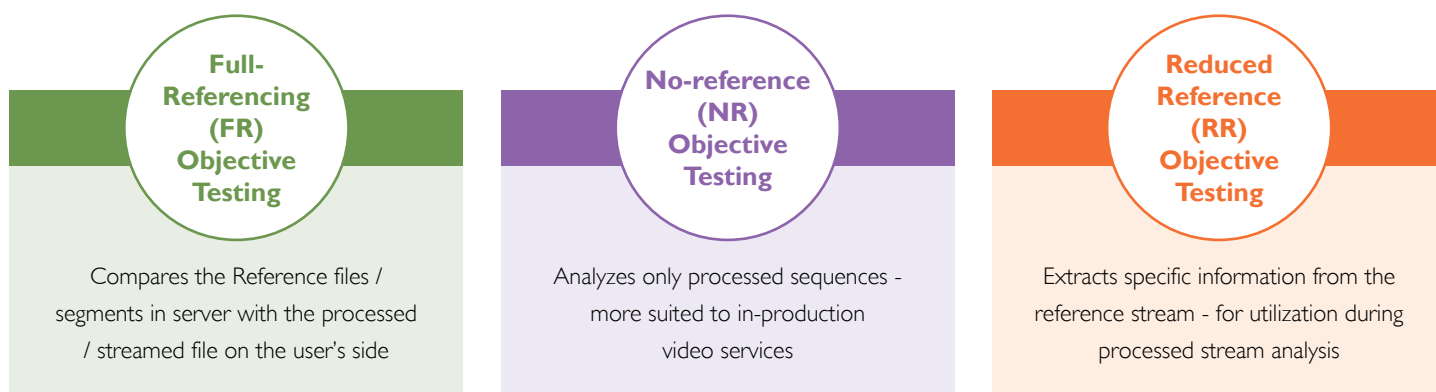 Full-
Referencing
(FR)
Objective
Testing
Compares the Reference files /
segments in server with the processed
/ streamed file on the user's side
No-reference
(NR)
Objective
Testing
Analyzes only processed sequences -
more suited to in-production
video services
Reduced
Reference
(RR)
Objective
Testing
Extracts specific information from the
reference stream - for utilization during
processed stream analysis